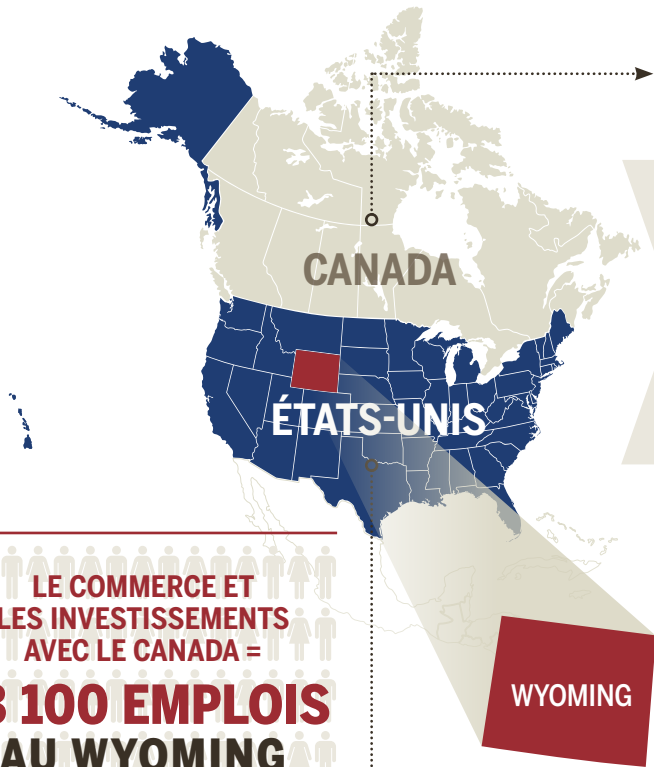 CANADA
ÉTATS-UNIS
LE COMMERCE ET
LES INVESTISSEMENTS
AVEC LE CANADA =
100 EMPLOIS
AU WYOMING
WYOMING